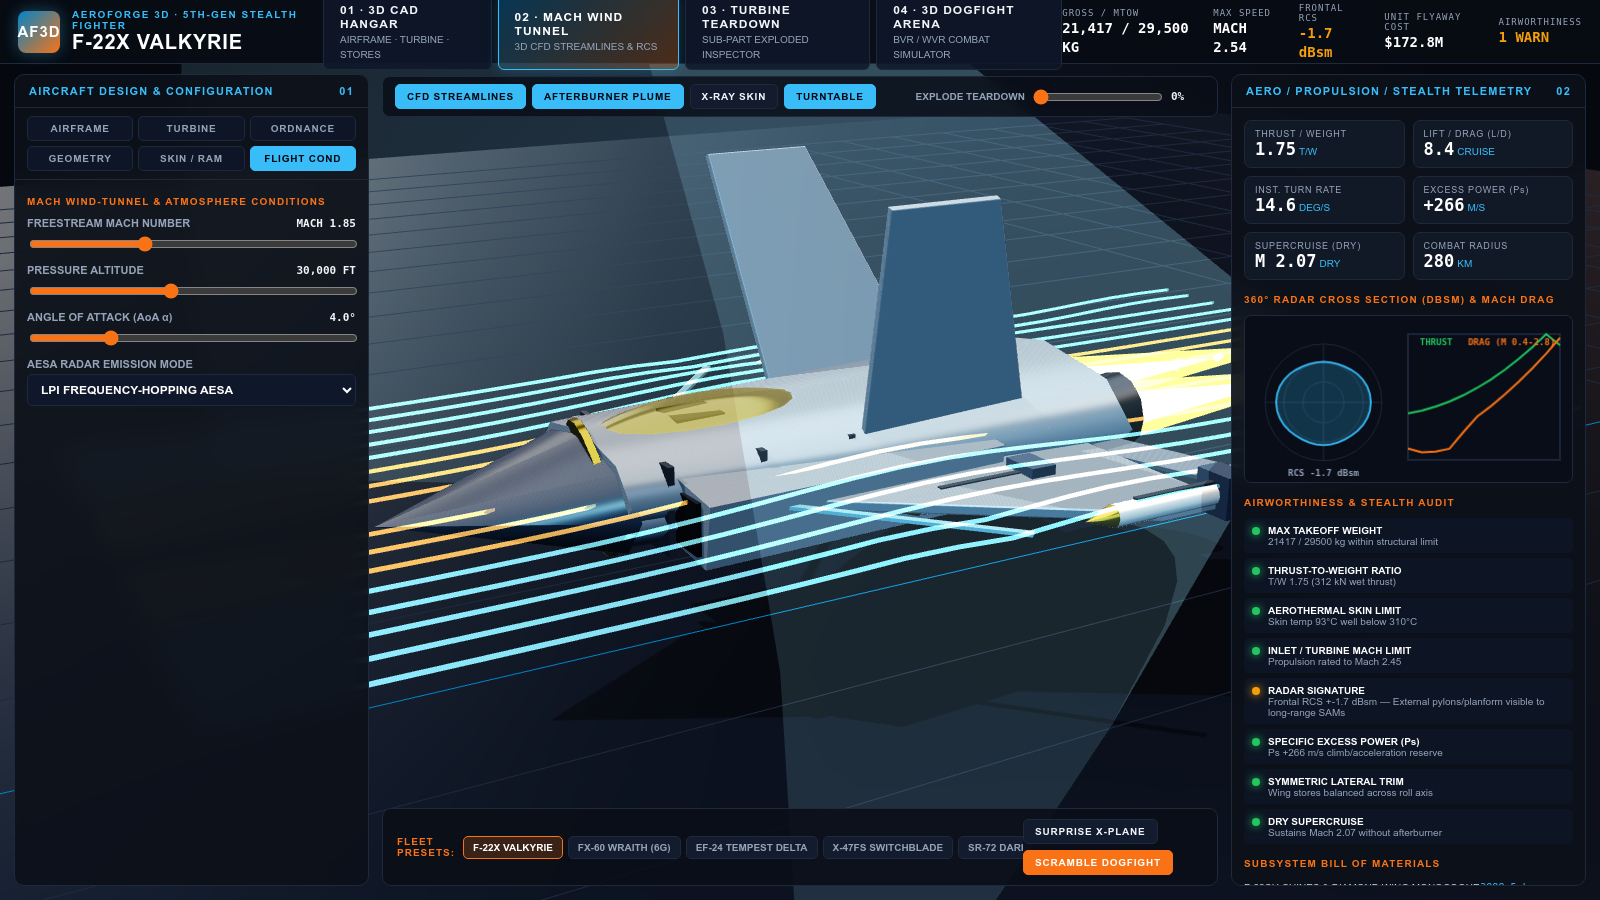 AF3D
AEROFORGE 3D · 5TH-GEN STEALTH
FIGHTER
F-22X VALKYRIE
01 · 3D CAD
HANGAR
AIRFRAME · TURBINE ·
STORES
02 · MACH WIND
TUNNEL
3D CFD STREAMLINES & RCS
03 · TURBINE
TEARDOWN
SUB-PART EXPLODED
INSPECTOR
04 · 3D DOGFIGHT
ARENA
BVR / WVR COMBAT
SIMULATOR
GROSS / MTOW
21,417 / 29,500
KG
MAX SPEED
MACH
2.54
FRONTAL
RCS
-1.7
dBsm
UNIT FLYAWAY
COST
$172.8M
AIRWORTHINESS
1 WARN
AIRCRAFT DESIGN & CONFIGURATION 01
AIRFRAME TURBINE ORDNANCE
GEOMETRY SKIN / RAM FLIGHT COND
MACH WIND-TUNNEL & ATMOSPHERE CONDITIONS
FREESTREAM MACH NUMBER MACH 1.85
PRESSURE ALTITUDE 30,000 FT
ANGLE OF ATTACK (AoA α) 4.0°
AESA RADAR EMISSION MODE
LPI FREQUENCY-HOPPING AESA
CFD STREAMLINES AFTERBURNER PLUME X-RAY SKIN TURNTABLE EXPLODE TEARDOWN 0%
FLEET
PRESETS:
F-22X VALKYRIE FX-60 WRAITH (6G) EF-24 TEMPEST DELTA X-47FS SWITCHBLADE
SURPRISE X-PLANE
SCRAMBLE DOGFIGHT
AERO / PROPULSION / STEALTH TELEMETRY 02
THRUST / WEIGHT
1.75 T/W
LIFT / DRAG (L/D)
8.4 CRUISE
INST. TURN RATE
14.6 DEG/S
EXCESS POWER (Ps)
+266 M/S
SUPERCRUISE (DRY)
M 2.07 DRY
COMBAT RADIUS
280 KM
360° RADAR CROSS SECTION (DBSM) & MACH DRAG
THRUST DRAG (M 0.4-2.8)
RCS -1.7 dBsm
AIRWORTHINESS & STEALTH AUDIT
MAX TAKEOFF WEIGHT
21417 / 29500 kg within structural limit
THRUST-TO-WEIGHT RATIO
T/W 1.75 (312 kN wet thrust)
AEROTHERMAL SKIN LIMIT
Skin temp 93°C well below 310°C
INLET / TURBINE MACH LIMIT
Propulsion rated to Mach 2.45
RADAR SIGNATURE
Frontal RCS +-1.7 dBsm — External pylons/planform visible to
long-range SAMs
SPECIFIC EXCESS POWER (Ps)
Ps +266 m/s climb/acceleration reserve
SYMMETRIC LATERAL TRIM
Wing stores balanced across roll axis
DRY SUPERCRUISE
Sustains Mach 2.07 without afterburner
SUBSYSTEM BILL OF MATERIALS